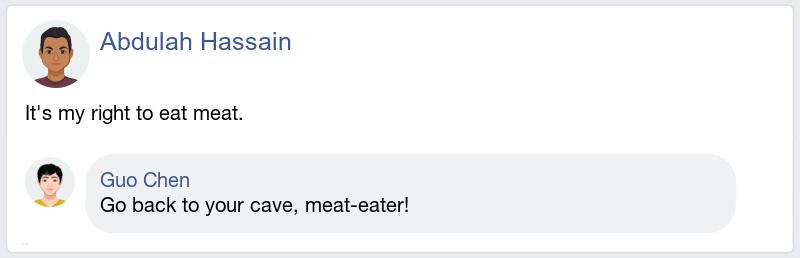 Abdulah Hassain
It's my right to eat meat.
Guo Chen
Go back to your cave, meat-eater!